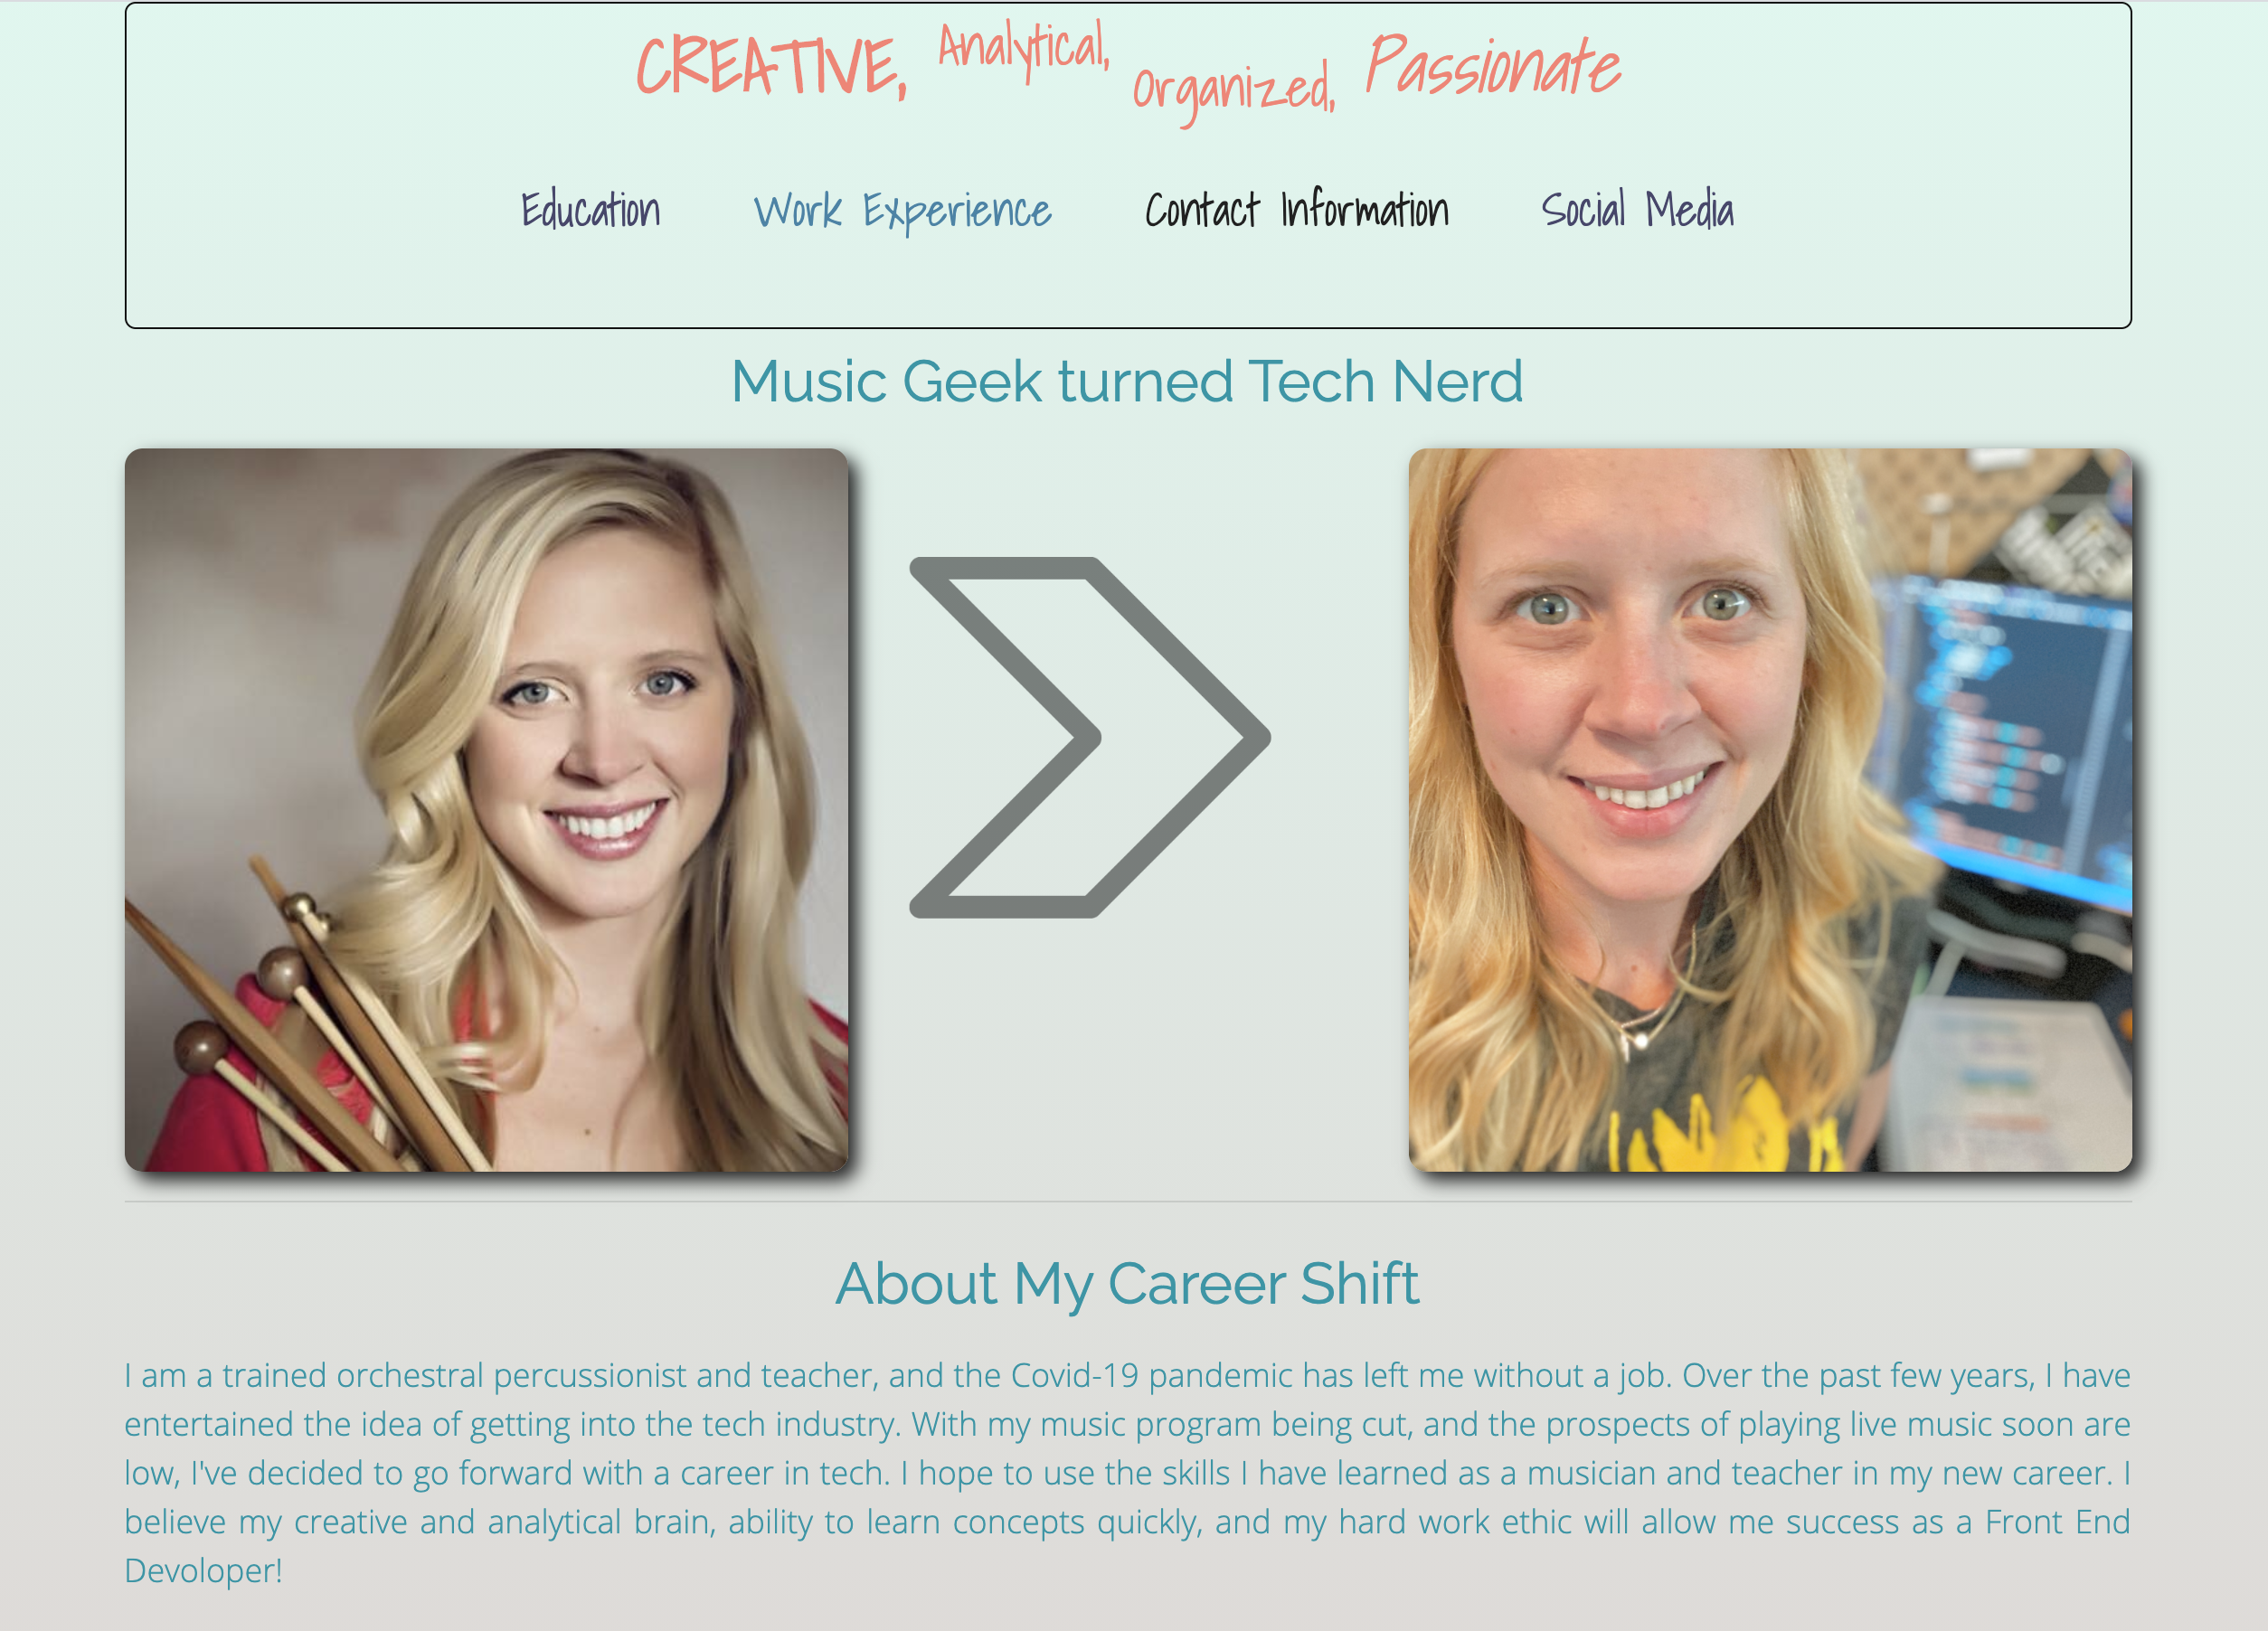 CREATIVE, Analytical, Organized, Passionate
Education Work Experience Contact Information Social Media
Music Geek turned Tech Nerd
About My Career Shift
I am a trained orchestral percussionist and teacher, and the Covid-19 pandemic has left me without a job. Over the past few years, I have
entertained the idea of getting into the tech industry. With my music program being cut, and the prospects of playing live music soon are
low, I've decided to go forward with a career in tech. I hope to use the skills I have learned as a musician and teacher in my new career. I
believe my creative and analytical brain, ability to learn concepts quickly, and my hard work ethic will allow me success as a Front End
Devoloper!